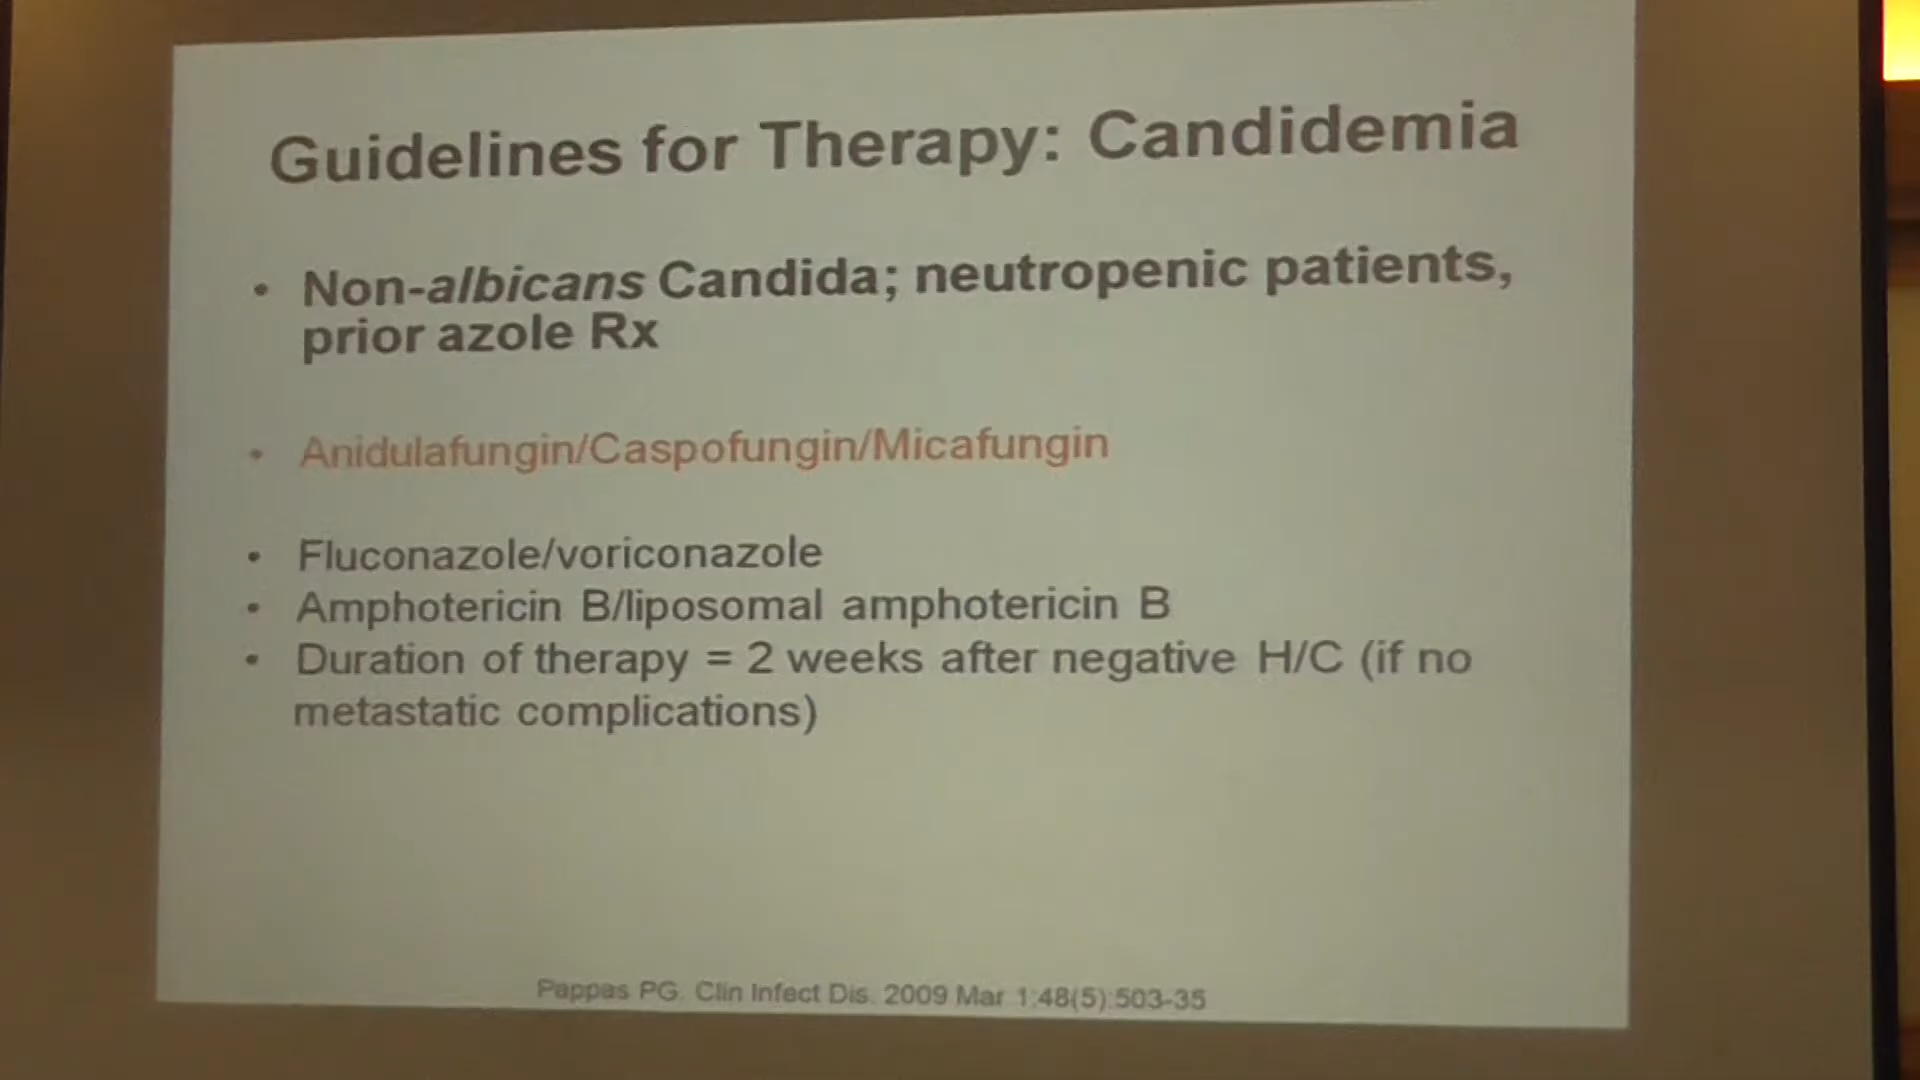 Guidelines for Therapy: Candidemia
• Non-albicans Candida; neutropenic patients,
prior azole Rx
• Anidulafungin/Caspofungin/Micafungin
• Fluconazole/voriconazole
• Amphotericin B/liposomal amphotericin B
• Duration of therapy = 2 weeks after negative H/C (if no
metastatic complications)
Pappas PG. Clin Infect Dis. 2009 Mar 1:48(5):503-35